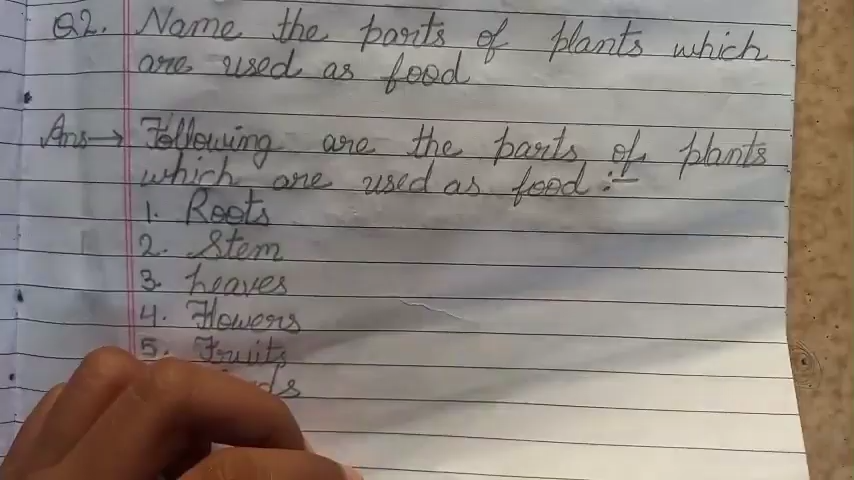 Q2. Name the parts of plants which
are used as food
Ans→ Following are the parts of plants
which are used as food :-
1. Roots
2. Stem
3. Leaves
4. Flowers
5. Fruits